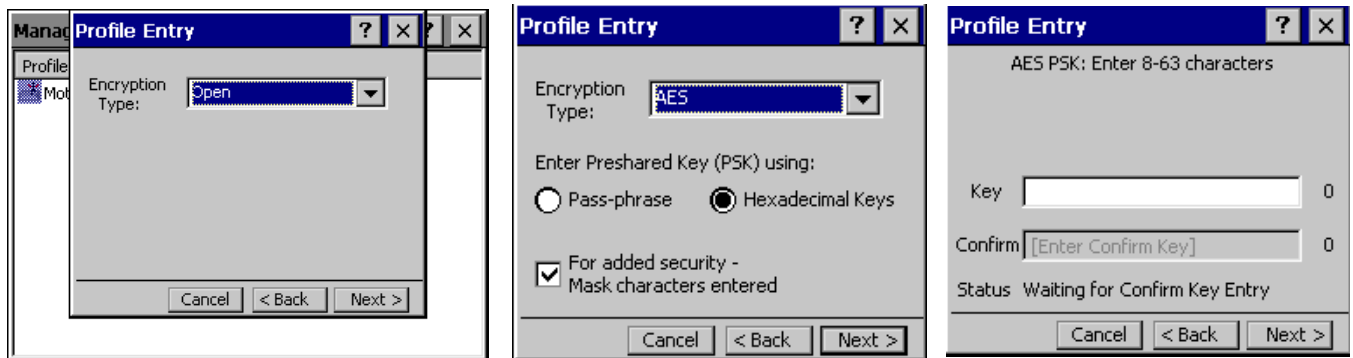 Manag
Profile Entry ? X ? X
Profile
Mot
Encryption
Type:
Open
Cancel
< Back
Next >
Profile Entry ? X
Encryption
Type:
AES
Enter Preshared Key (PSK) using:
Pass-phrase
Hexadecimal Keys
For added security -
Mask characters entered
Cancel
< Back
Next >
Profile Entry ? X
AES PSK: Enter 8-63 characters
Key
0
Confirm
[Enter Confirm Key]
0
Status Waiting for Confirm Key Entry
Cancel
< Back
Next >